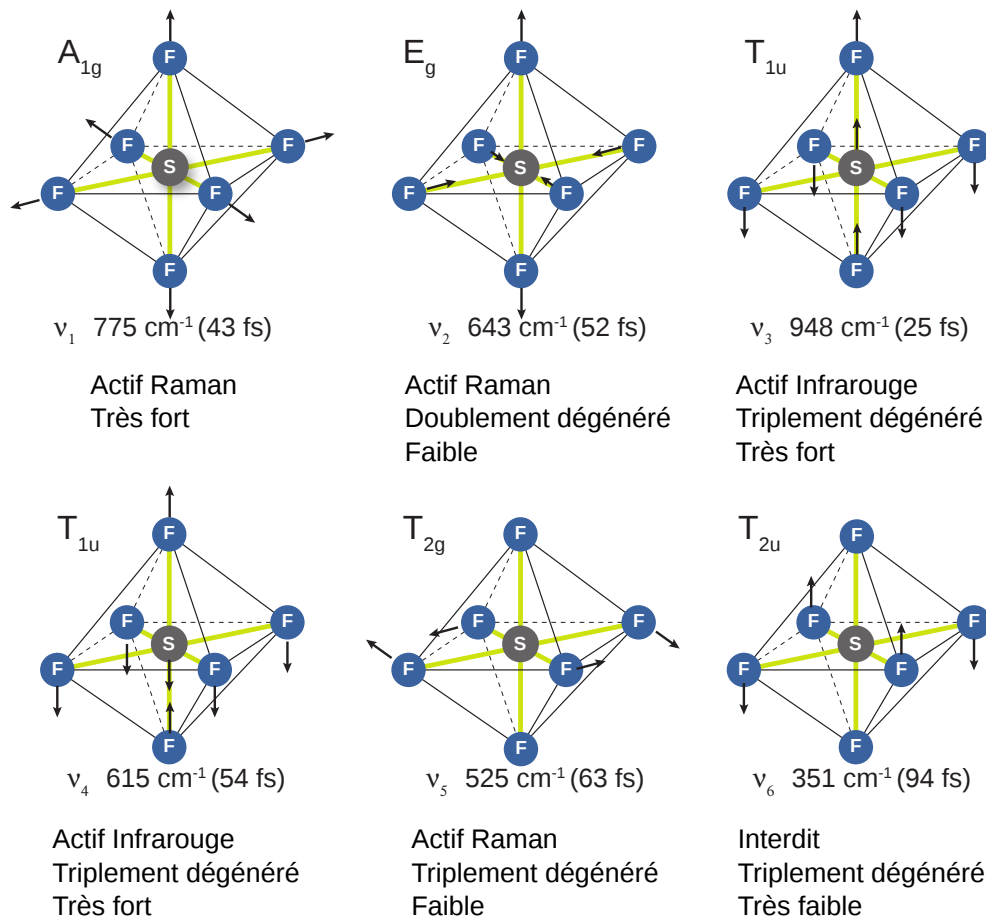 A1g
F
F
F
S
F
F
F
ν1 775 cm-1 (43 fs)
Actif Raman
Très fort
Eg
F
F
F
S
F
F
F
ν2 643 cm-1 (52 fs)
Actif Raman
Doublement dégénéré
Faible
T1u
F
F
F
S
F
F
F
ν3 948 cm-1 (25 fs)
Actif Infrarouge
Triplement dégénéré
Très fort
T1u
F
F
F
S
F
F
F
ν4 615 cm-1 (54 fs)
Actif Infrarouge
Triplement dégénéré
Très fort
T2g
F
F
F
S
F
F
F
ν5 525 cm-1 (63 fs)
Actif Raman
Triplement dégénéré
Faible
T2u
F
F
F
S
F
F
F
ν6 351 cm-1 (94 fs)
Interdit
Triplement dégénéré
Très faible